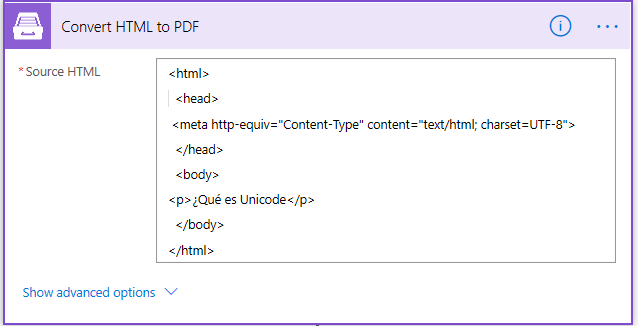 Convert HTML to PDF
*Source HTML
<html>
<head>
<meta http-equiv="Content-Type" content="text/html; charset=UTF-8">
</head>
<body>
<p>¿Qué es Unicode</p>
</body>
</html>
Show advanced options